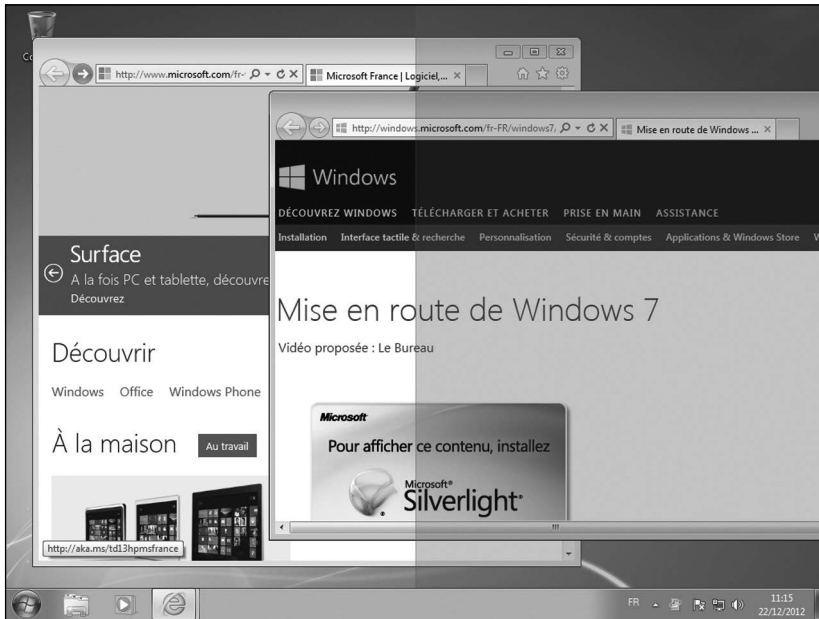 Co
http://www.microsoft.com/fr-
Microsoft France | Logiciel,...
http://windows.microsoft.com/fr-FR/windows7,
Mise en route de Windows ...
Windows
DÉCOUVREZ WINDOWS TÉLÉCHARGER ET ACHETER PRISE EN MAIN ASSISTANCE
Installation Interface tactile & recherche Personnalisation Sécurité & comptes Applications & Windows Store W
Surface
A la fois PC et tablette, découvre
Découvrez
Mise en route de Windows 7
Vidéo proposée : Le Bureau
Découvrir
Windows Office Windows Phone
À la maison Au travail
Microsoft
Pour afficher ce contenu, installez
Microsoft®
Silverlight
http://aka.ms/td13hpmsfrance
FR
11:15
22/12/2012